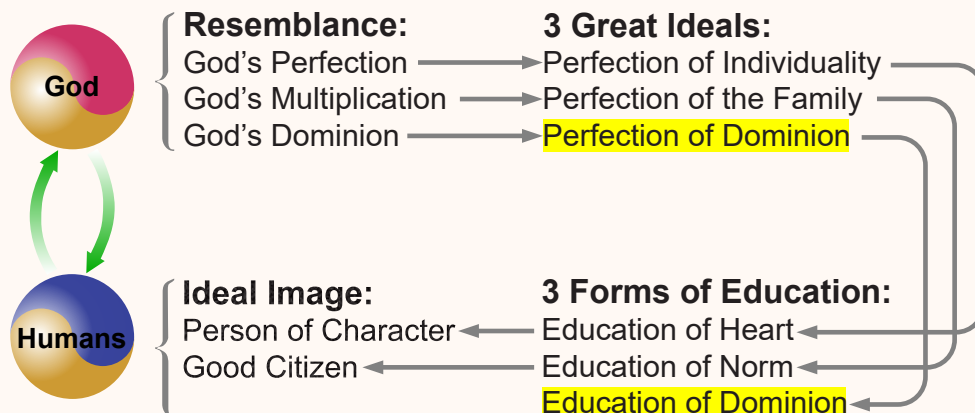 God
Resemblance:
God's Perfection
God's Multiplication
God's Dominion
3 Great Ideals:
Perfection of Individuality
Perfection of the Family
Perfection of Dominion
Humans
Ideal Image:
Person of Character
Good Citizen
3 Forms of Education:
Education of Heart
Education of Norm
Education of Dominion